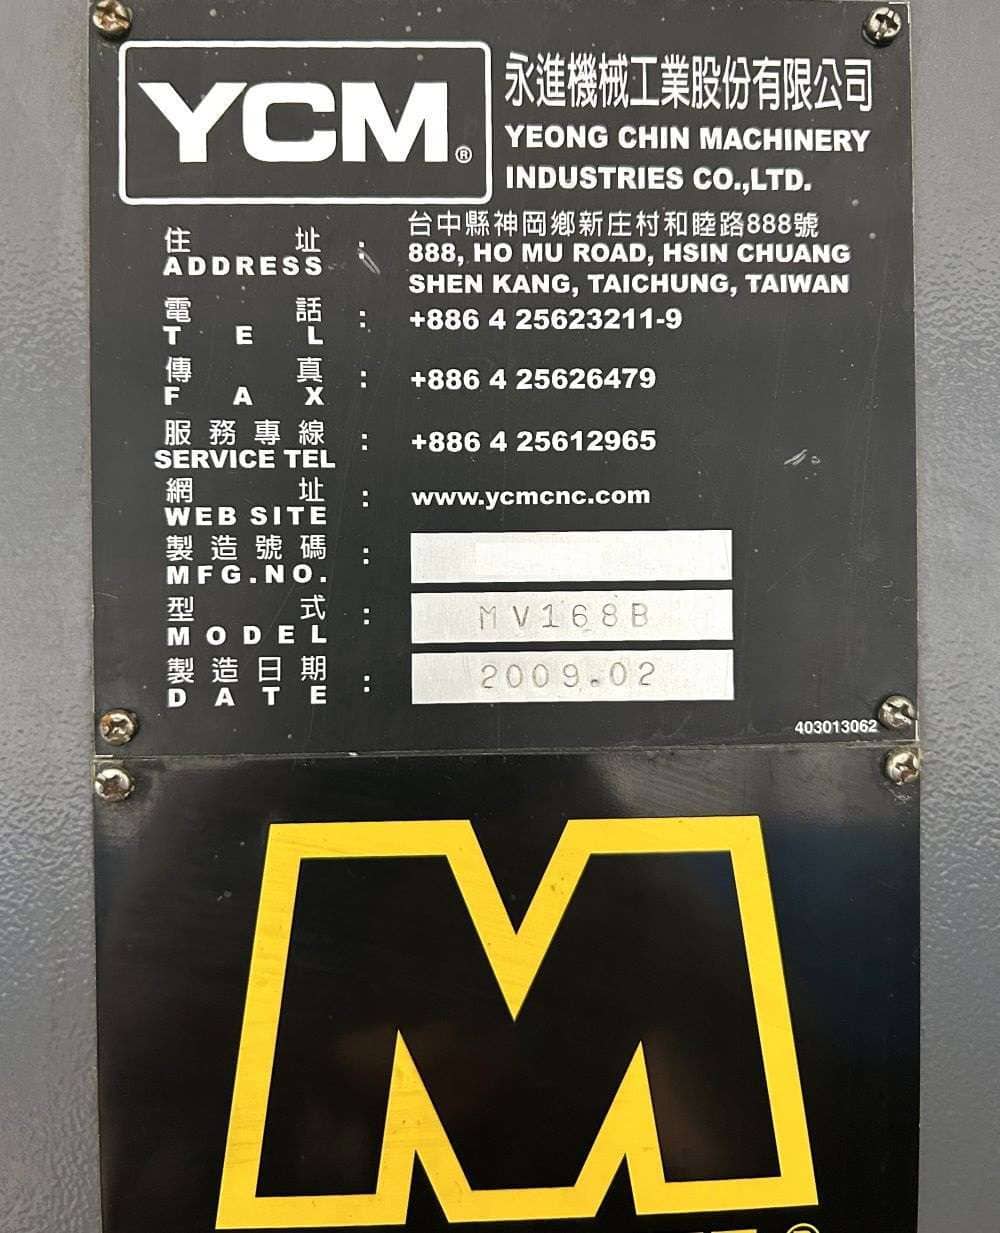 YCM®
永進機械工業股份有限公司
YEONG CHIN MACHINERY
INDUSTRIES CO.,LTD.
住址 : 台中縣神岡鄉新庄村和睦路888號
ADDRESS 888, HO MU ROAD, HSIN CHUANG
SHEN KANG, TAICHUNG, TAIWAN
電話 : +886 4 25623211-9
TEL
傳真 : +886 4 25626479
FAX
服務專線 : +886 4 25612965
SERVICE TEL
網址 : www.ycmcnc.com
WEB SITE
製造號碼 :
MFG.NO.
型式 : MV168B
MODEL
製造日期 : 2009.02
DATE
403013062
M
®